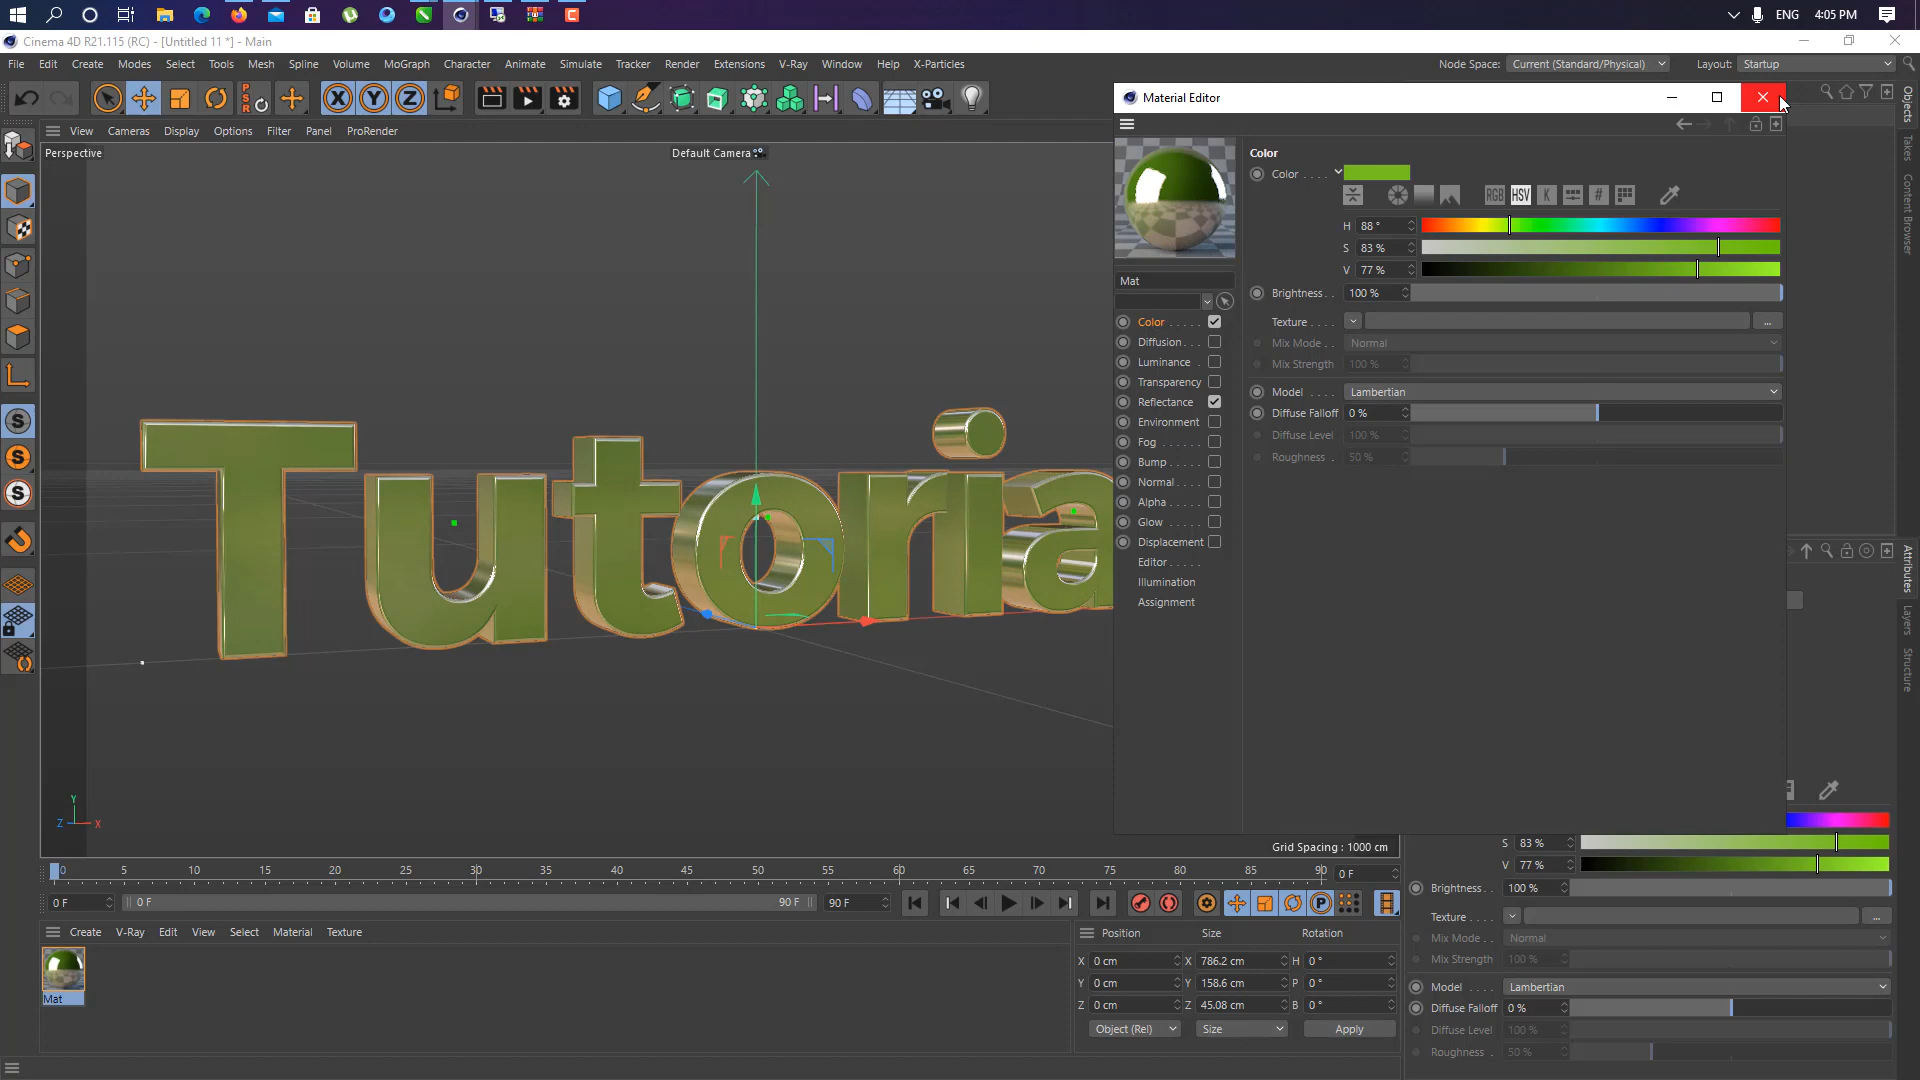 ENG 4:05 PM
Cinema 4D R21.115 (RC) - [Untitled 11 *] - Main
File Edit Create Modes Select Tools Mesh Spline Volume MoGraph Character Animate Simulate Tracker Render Extensions V-Ray Window Help X-Particles
Node Space: Current (Standard/Physical) Layout: Startup
PSR X Y Z
Material Editor
View Cameras Display Options Filter Panel ProRender
Perspective
Default Camera
Color
Color . . . .
RGB HSV K #
H 88 °
S 83 %
V 77 %
Brightness . . 100 %
Texture . . . . ...
Mix Mode . . Normal
Mix Strength 100 %
Model . . . . Lambertian
Diffuse Falloff 0 %
Diffuse Level 100 %
Roughness . 50 %
Mat
Color . . . . .
Diffusion . . .
Luminance .
Transparency
Reflectance
Environment
Fog . . . . . .
Bump . . . . .
Normal . . . .
Alpha . . . . .
Glow . . . . .
Displacement
Editor . . . . .
Illumination
Assignment
Objects
Takes
Content Browser
Attributes
Layers
Structure
Tutoria
Y
Z X
Grid Spacing : 1000 cm
0 5 10 15 20 25 30 35 40 45 50 55 60 65 70 75 80 85 90 0 F
0 F 0 F 90 F 90 F
P
Create V-Ray Edit View Select Material Texture
Mat
Position Size Rotation
X 0 cm X 786.2 cm H 0 °
Y 0 cm Y 158.6 cm P 0 °
Z 0 cm Z 45.08 cm B 0 °
Object (Rel) Size Apply
S 83 %
V 77 %
Brightness . . 100 %
Texture . . . . ...
Mix Mode . . Normal
Mix Strength 100 %
Model . . . . Lambertian
Diffuse Falloff 0 %
Diffuse Level 100 %
Roughness . 50 %